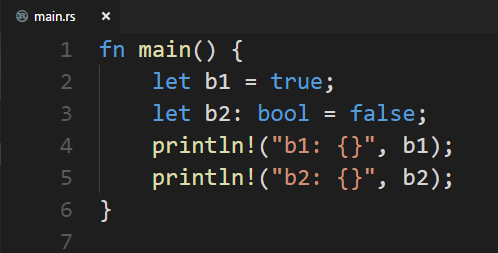 main.rs ×
1 fn main() {
2     let b1 = true;
3     let b2: bool = false;
4     println!("b1: {}", b1);
5     println!("b2: {}", b2);
6 }
7